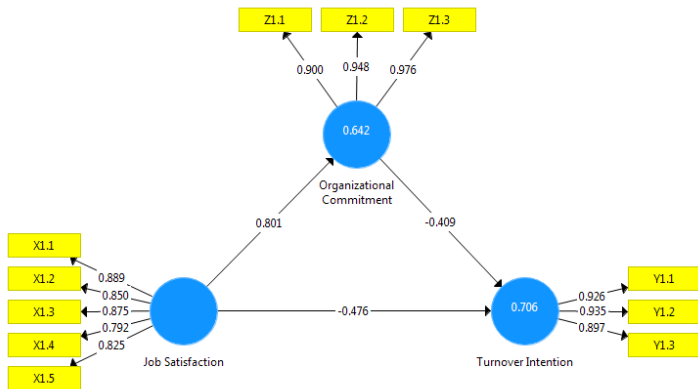 Z1.1
Z1.2
Z1.3
0.900
0.948
0.976
0.642
Organizational
Commitment
0.801
-0.409
X1.1
X1.2
X1.3
X1.4
X1.5
0.889
0.850
0.875
0.792
0.825
Job Satisfaction
-0.476
0.706
Turnover Intention
0.926
0.935
0.897
Y1.1
Y1.2
Y1.3